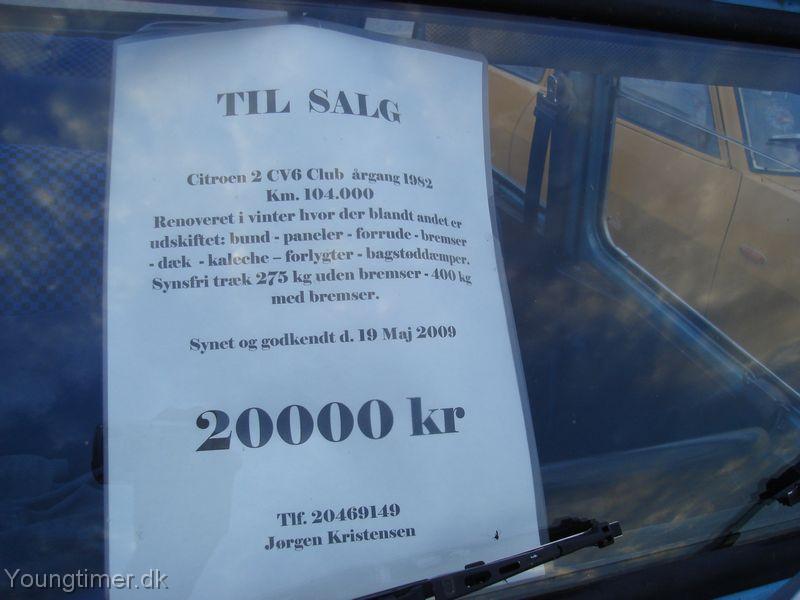 TIL SALG
Citroen 2 CV6 Club årgang 1982
Km. 104.000
Renoveret i vinter hvor der blandt andet er
udskiftet: bund - paneler - forrude - bremser
- dæk - kaleche – forlygter - bagstøddæmper.
Synsfri træk 275 kg uden bremser - 400 kg
med bremser.
Synet og godkendt d. 19 Maj 2009
20000 kr
Tlf. 20469149
Jørgen Kristensen
Youngtimer.dk